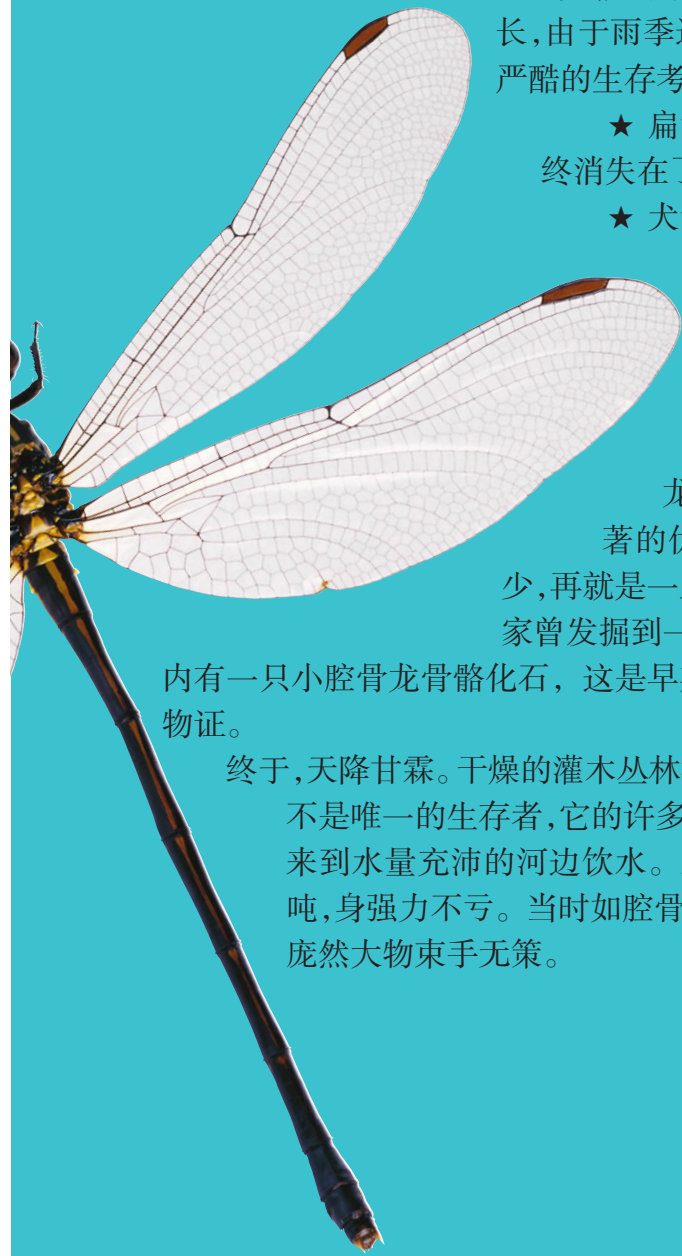 长,由于雨季
严酷的生存考
★ 扁
终消失在了
★ 犬
龙
著的
少,再就是一
家曾发掘到一
内有一只小腔骨龙骨骼化石，这是早
物证。
终于,天降甘霖。干燥的灌木丛林
不是唯一的生存者,它的许多
来到水量充沛的河边饮水。
吨,身强力不亏。当时如腔骨
庞然大物束手无策。